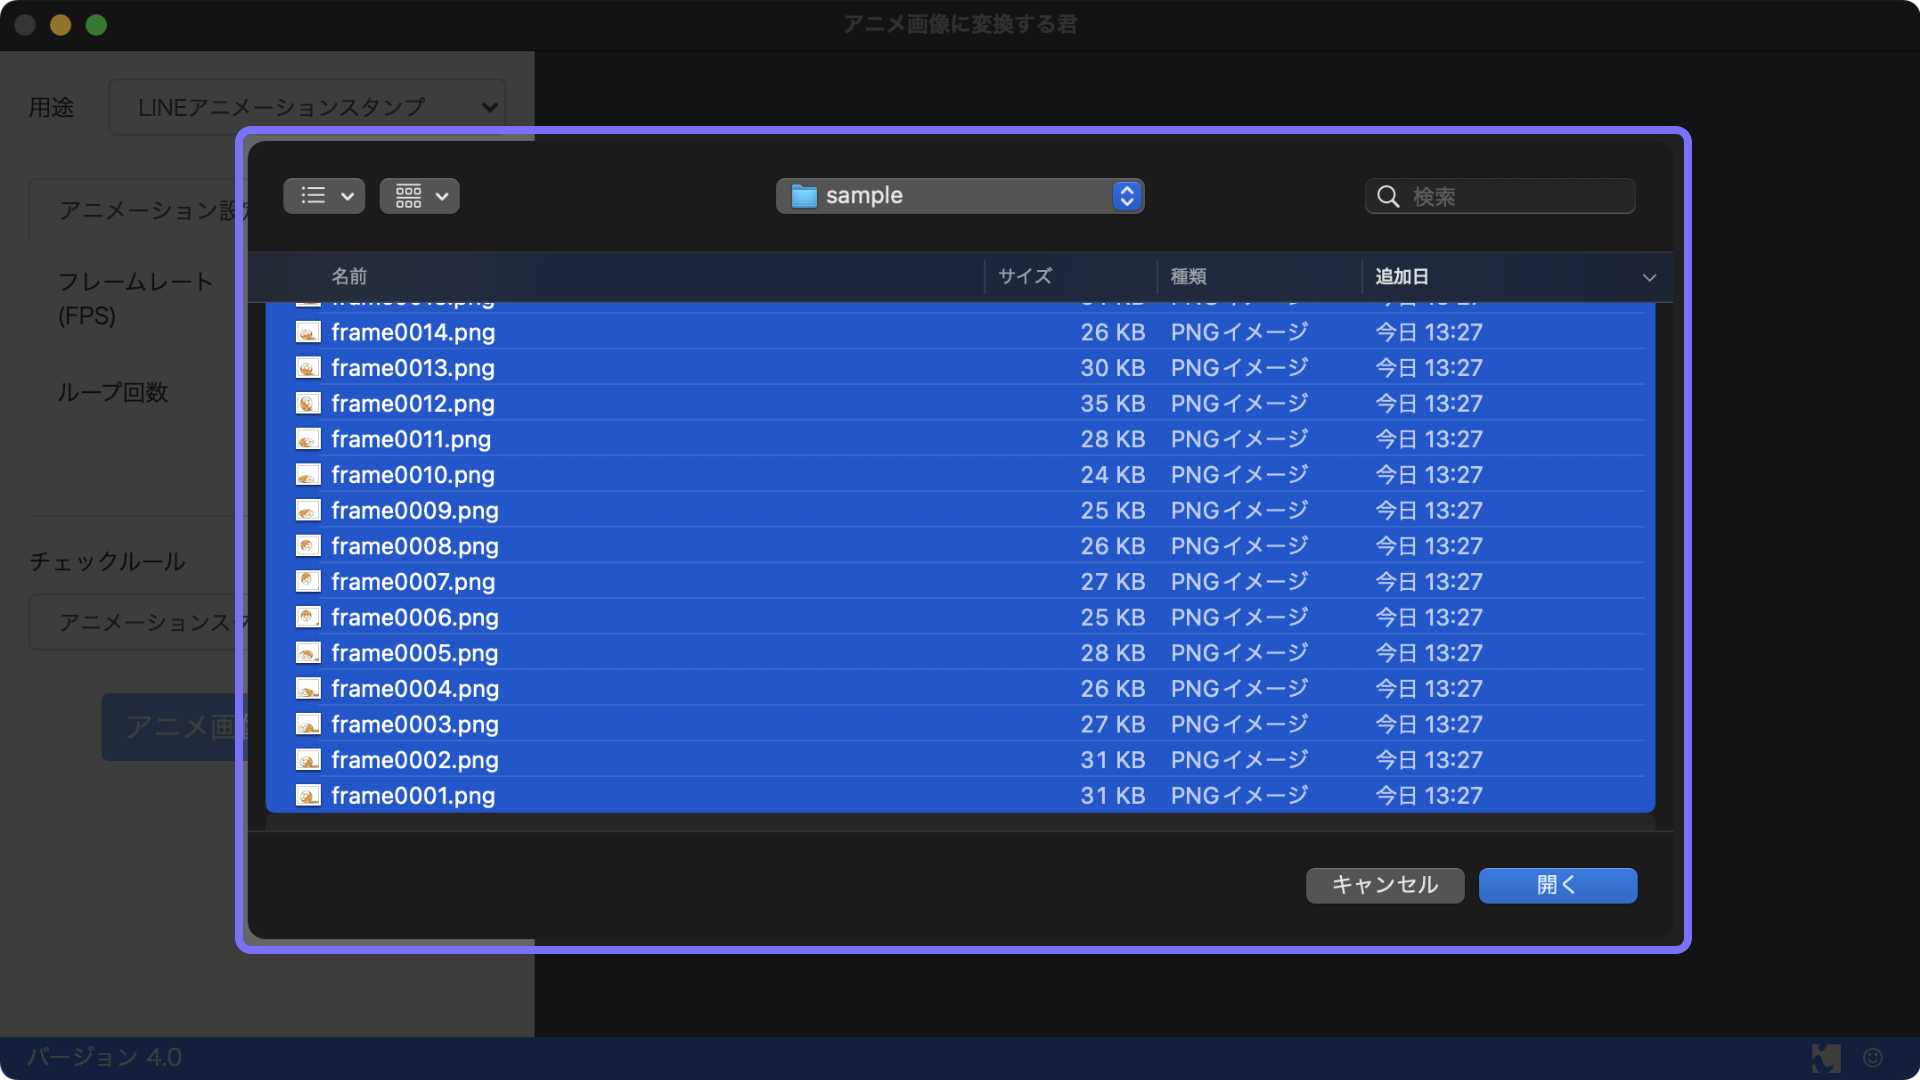 アニメ画像に変換する君
用途
LINEアニメーションスタンプ
アニメーション設定
フレームレート
(FPS)
ループ回数
チェックルール
アニメーションスタ
アニメ画像
sample
検索
名前 サイズ 種類 追加日
frame0014.png 26 KB PNGイメージ 今日 13:27
frame0013.png 30 KB PNGイメージ 今日 13:27
frame0012.png 35 KB PNGイメージ 今日 13:27
frame0011.png 28 KB PNGイメージ 今日 13:27
frame0010.png 24 KB PNGイメージ 今日 13:27
frame0009.png 25 KB PNGイメージ 今日 13:27
frame0008.png 26 KB PNGイメージ 今日 13:27
frame0007.png 27 KB PNGイメージ 今日 13:27
frame0006.png 25 KB PNGイメージ 今日 13:27
frame0005.png 28 KB PNGイメージ 今日 13:27
frame0004.png 26 KB PNGイメージ 今日 13:27
frame0003.png 27 KB PNGイメージ 今日 13:27
frame0002.png 31 KB PNGイメージ 今日 13:27
frame0001.png 31 KB PNGイメージ 今日 13:27
キャンセル 開く
バージョン 4.0